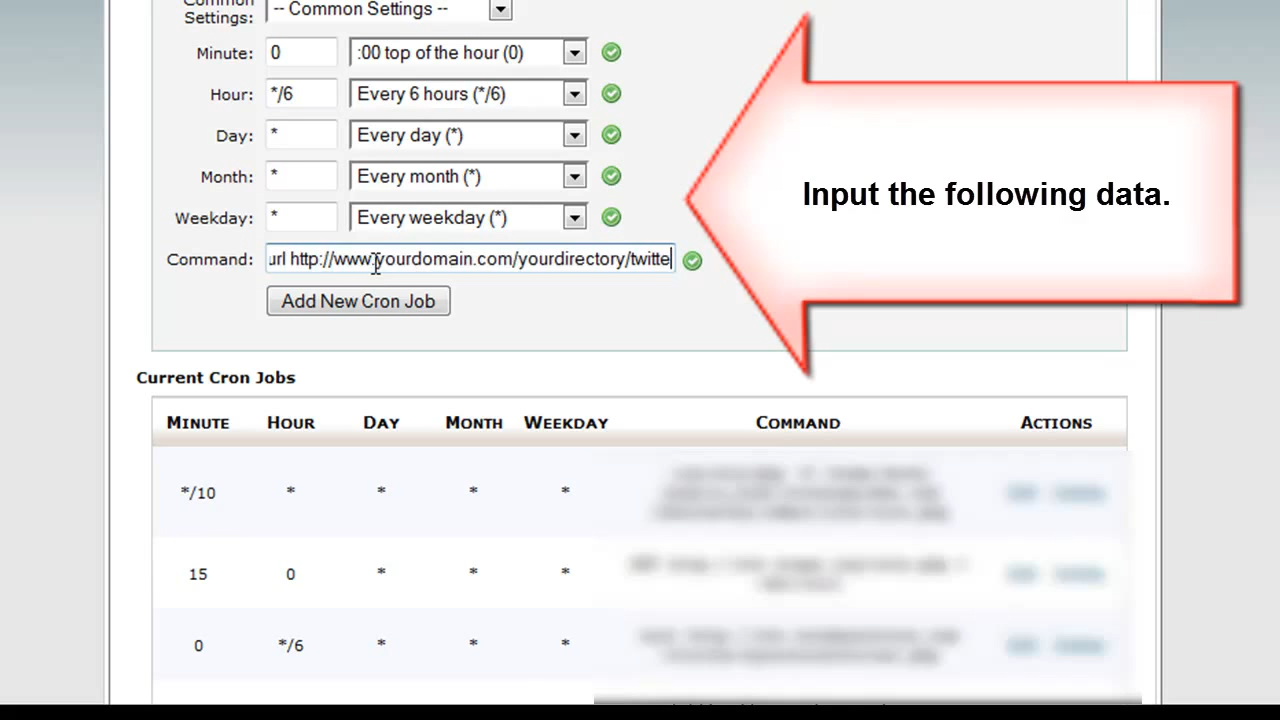 Common
Settings: -- Common Settings --
Minute: 0 :00 top of the hour (0)
Hour: */6 Every 6 hours (*/6)
Day: * Every day (*)
Month: * Every month (*)
Weekday: * Every weekday (*)
Command: url http://www.yourdomain.com/yourdirectory/twitte
Add New Cron Job
Input the following data.
Current Cron Jobs
MINUTE HOUR DAY MONTH WEEKDAY COMMAND ACTIONS
*/10 * * * *
15 0 * * *
0 */6 * * *